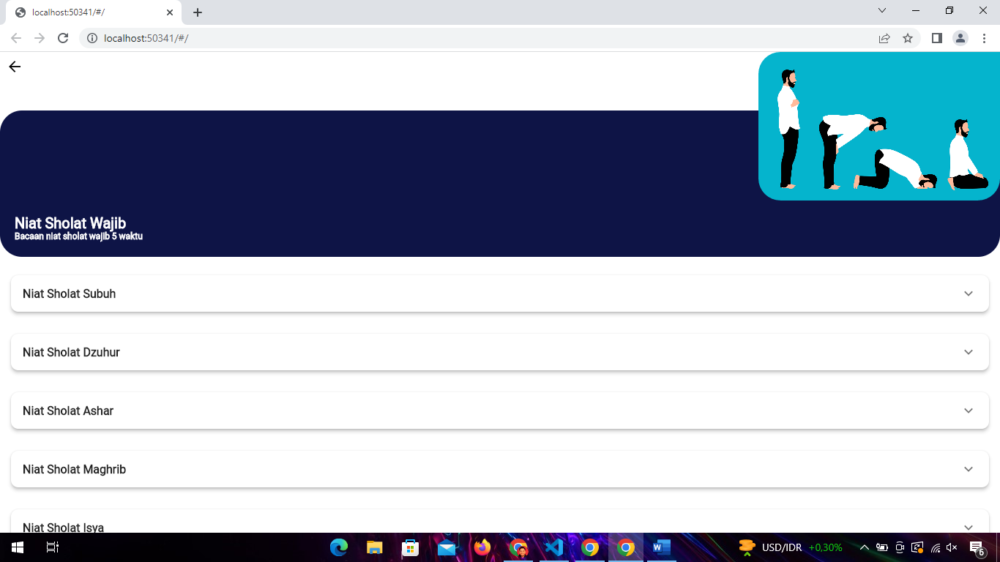 localhost:50341/#/
localhost:50341/#/
Niat Sholat Wajib
Bacaan niat sholat wajib 5 waktu
Niat Sholat Subuh
Niat Sholat Dzuhur
Niat Sholat Ashar
Niat Sholat Maghrib
Niat Sholat Isya
USD/IDR +0,30%
6